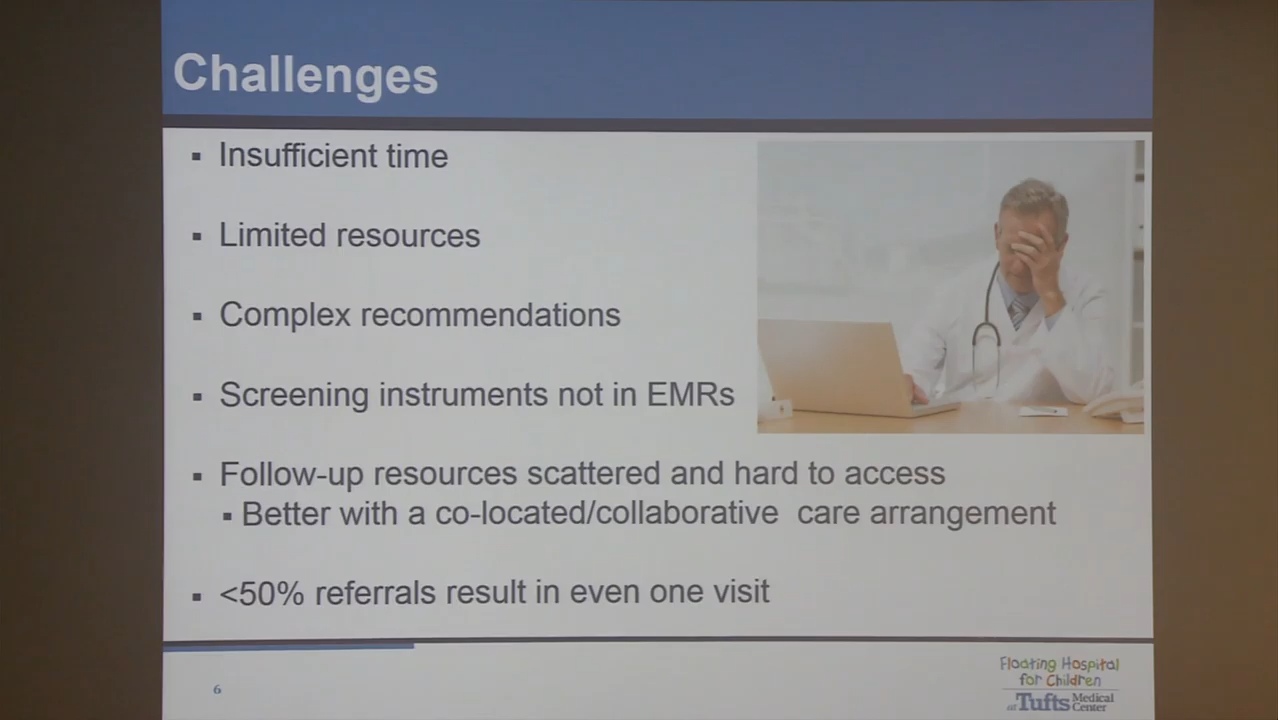 Challenges
▪ Insufficient time
▪ Limited resources
▪ Complex recommendations
▪ Screening instruments not in EMRs
▪ Follow-up resources scattered and hard to access
▪ Better with a co-located/collaborative care arrangement
▪ <50% referrals result in even one visit
6
Floating Hospital
for Children
at Tufts Medical
Center